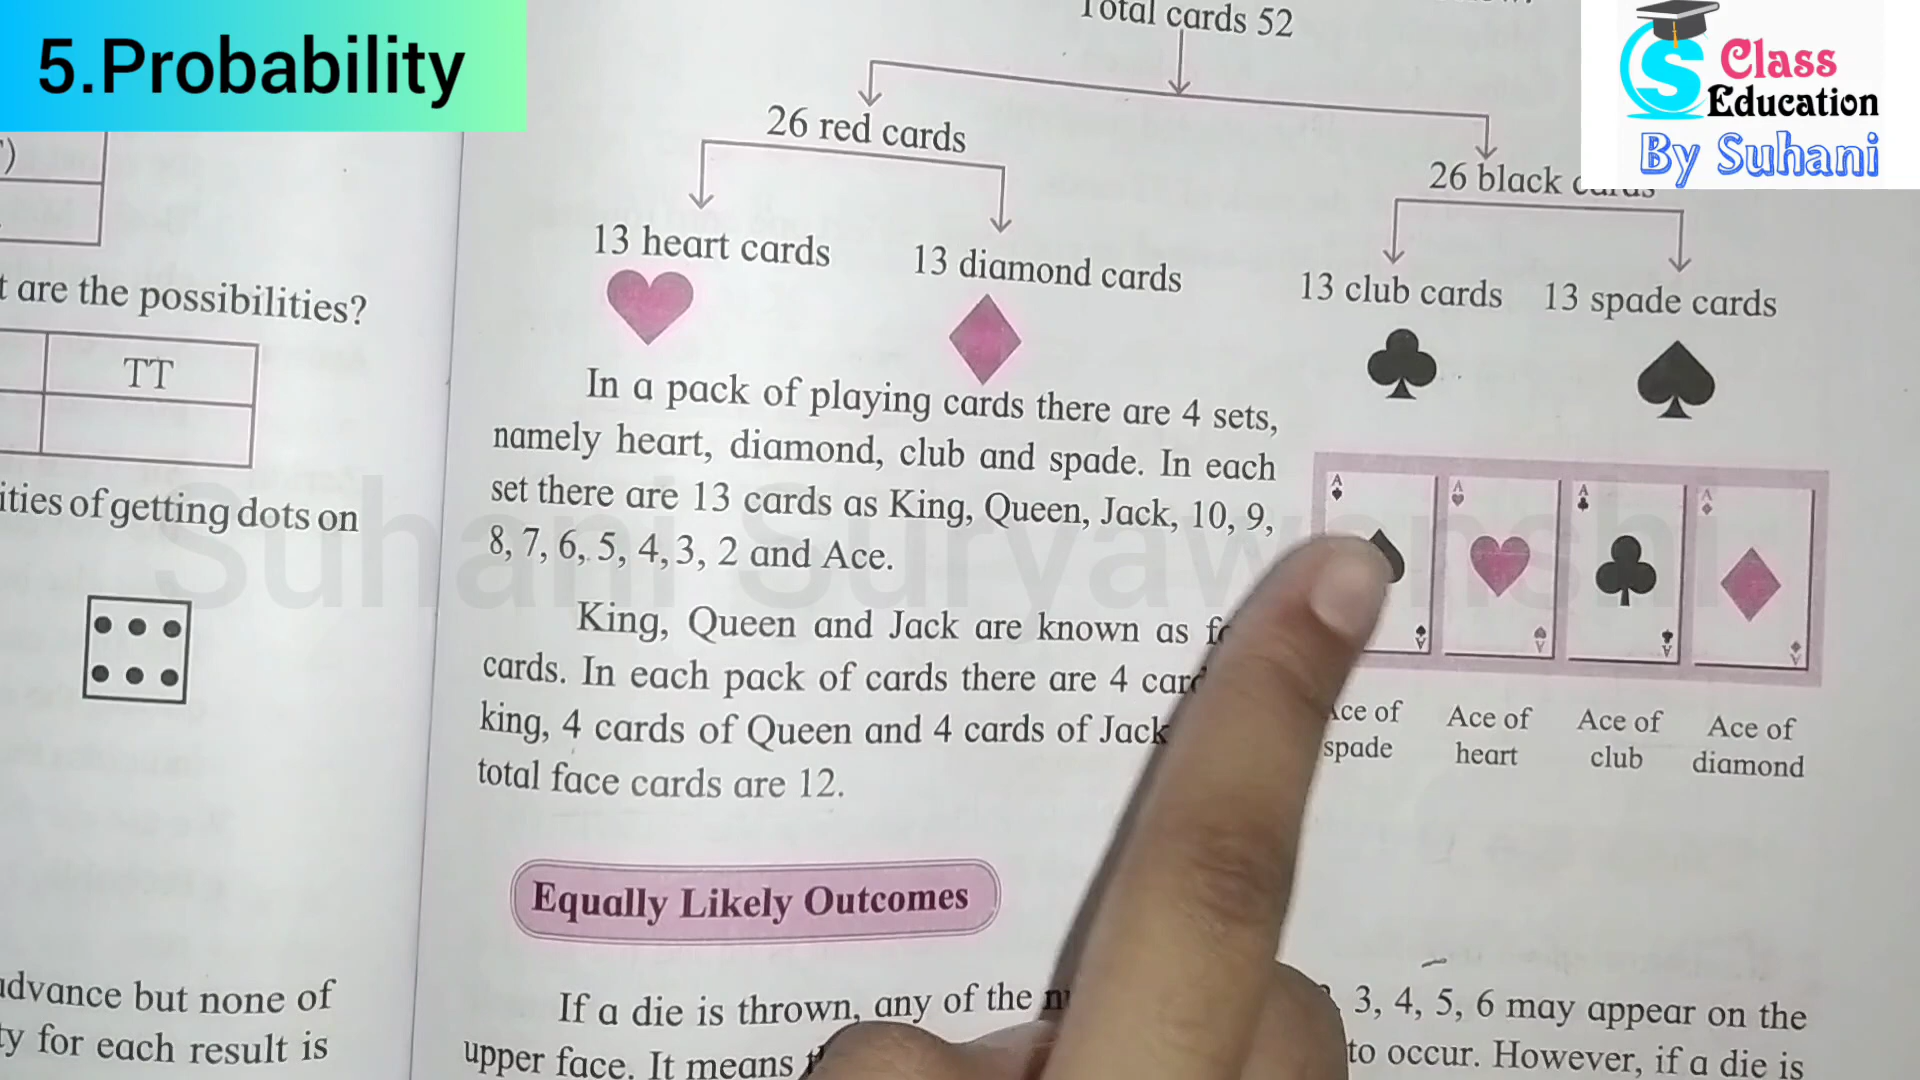 5.Probability
Class
Education
By Suhani
Total cards 52
26 red cards
26 black cards
13 heart cards
13 diamond cards
13 club cards
13 spade cards
In a pack of playing cards there are 4 sets,
namely heart, diamond, club and spade. In each
set there are 13 cards as King, Queen, Jack, 10, 9,
8, 7, 6, 5, 4, 3, 2 and Ace.
King, Queen and Jack are known as
cards. In each pack of cards there are 4
king, 4 cards of Queen and 4 cards of Jack
total face cards are 12.
A
A
A
A
A
A
A
A
Ace of
spade
Ace of
heart
Ace of
club
Ace of
diamond
Equally Likely Outcomes
If a die is thrown, any of the
3, 4, 5, 6 may appear on the
upper face. It means
to occur. However, if a die is
are the possibilities?
TT
of getting dots on
advance but none of
for each result is
Suhani Suryawanshi